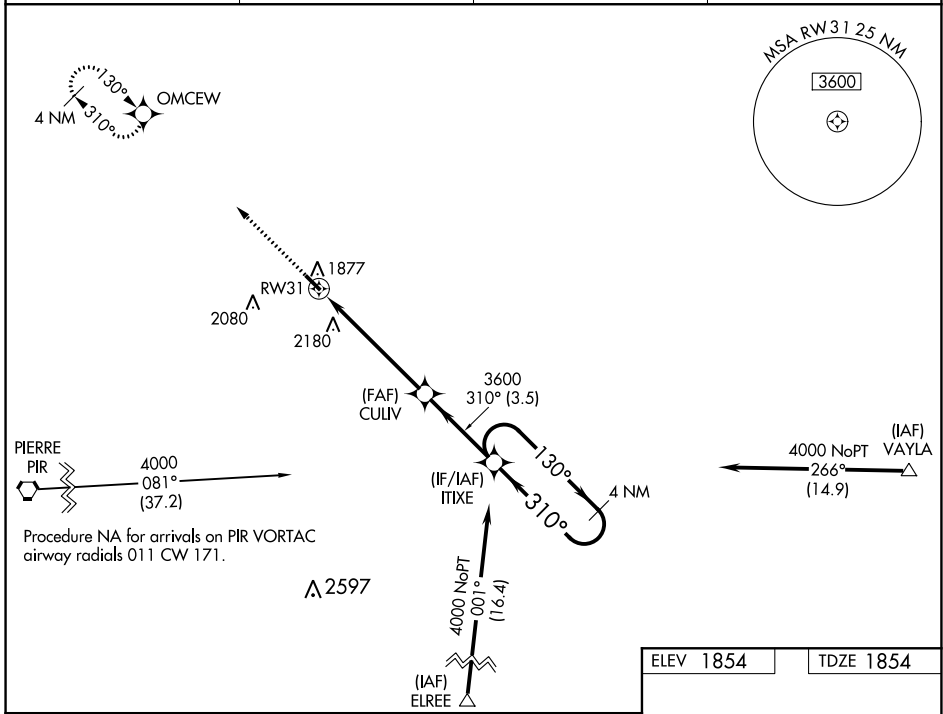 MSA RW31 25 NM
3600
130°
310°
4 NM
OMCEW
1877
RW31
2080
2180
(FAF)
CULIV
3600
310° (3.5)
PIERRE
PIR
4000
081°
(37.2)
(IF/IAF)
ITIXE
130°
310°
4 NM
4000 NoPT
266°
(14.9)
(IAF)
VAYLA
Procedure NA for arrivals on PIR VORTAC
airway radials 011 CW 171.
2597
4000 NoPT
001°
(16.4)
(IAF)
ELREE
ELEV 1854
TDZE 1854